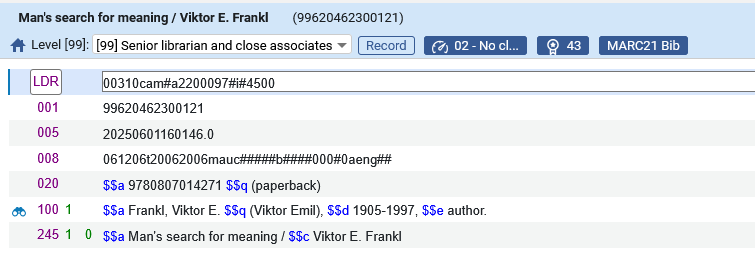 Man's search for meaning / Viktor E. Frankl (99620462300121)
Level [99]: [99] Senior librarian and close associates Record 02 - No cl... 43 MARC21 Bib
LDR 00310cam#a2200097#i#4500
001 99620462300121
005 20250601160146.0
008 061206t20062006mauc#####b####000#0aeng##
020 $$a 9780807014271 $$q (paperback)
100 1 $$a Frankl, Viktor E. $$q (Viktor Emil), $$d 1905-1997, $$e author.
245 1 0 $$a Man's search for meaning / $$c Viktor E. Frankl